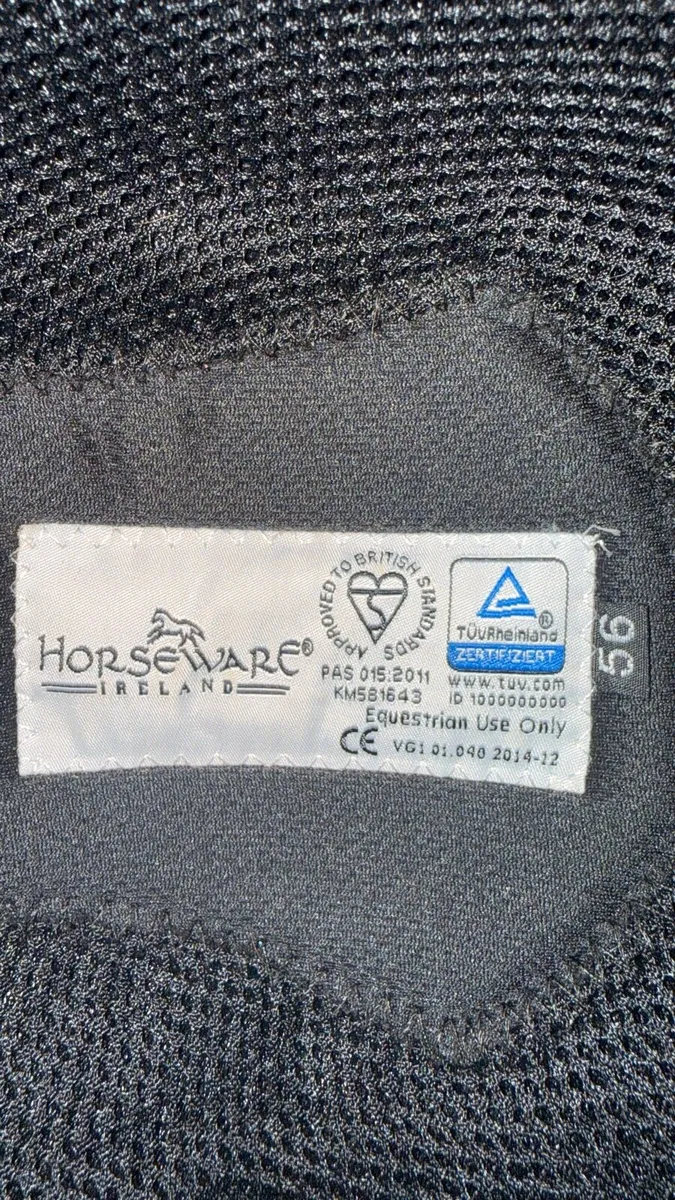 HORSEWARE®
IRELAND
APPROVED TO BRITISH STANDARDS
PAS 015:2011
KM581643
TÜVRheinland®
ZERTIFIZIERT
www.tuv.com
ID 1000000000
Equestrian Use Only
CE VG1 01.040 2014-12
56